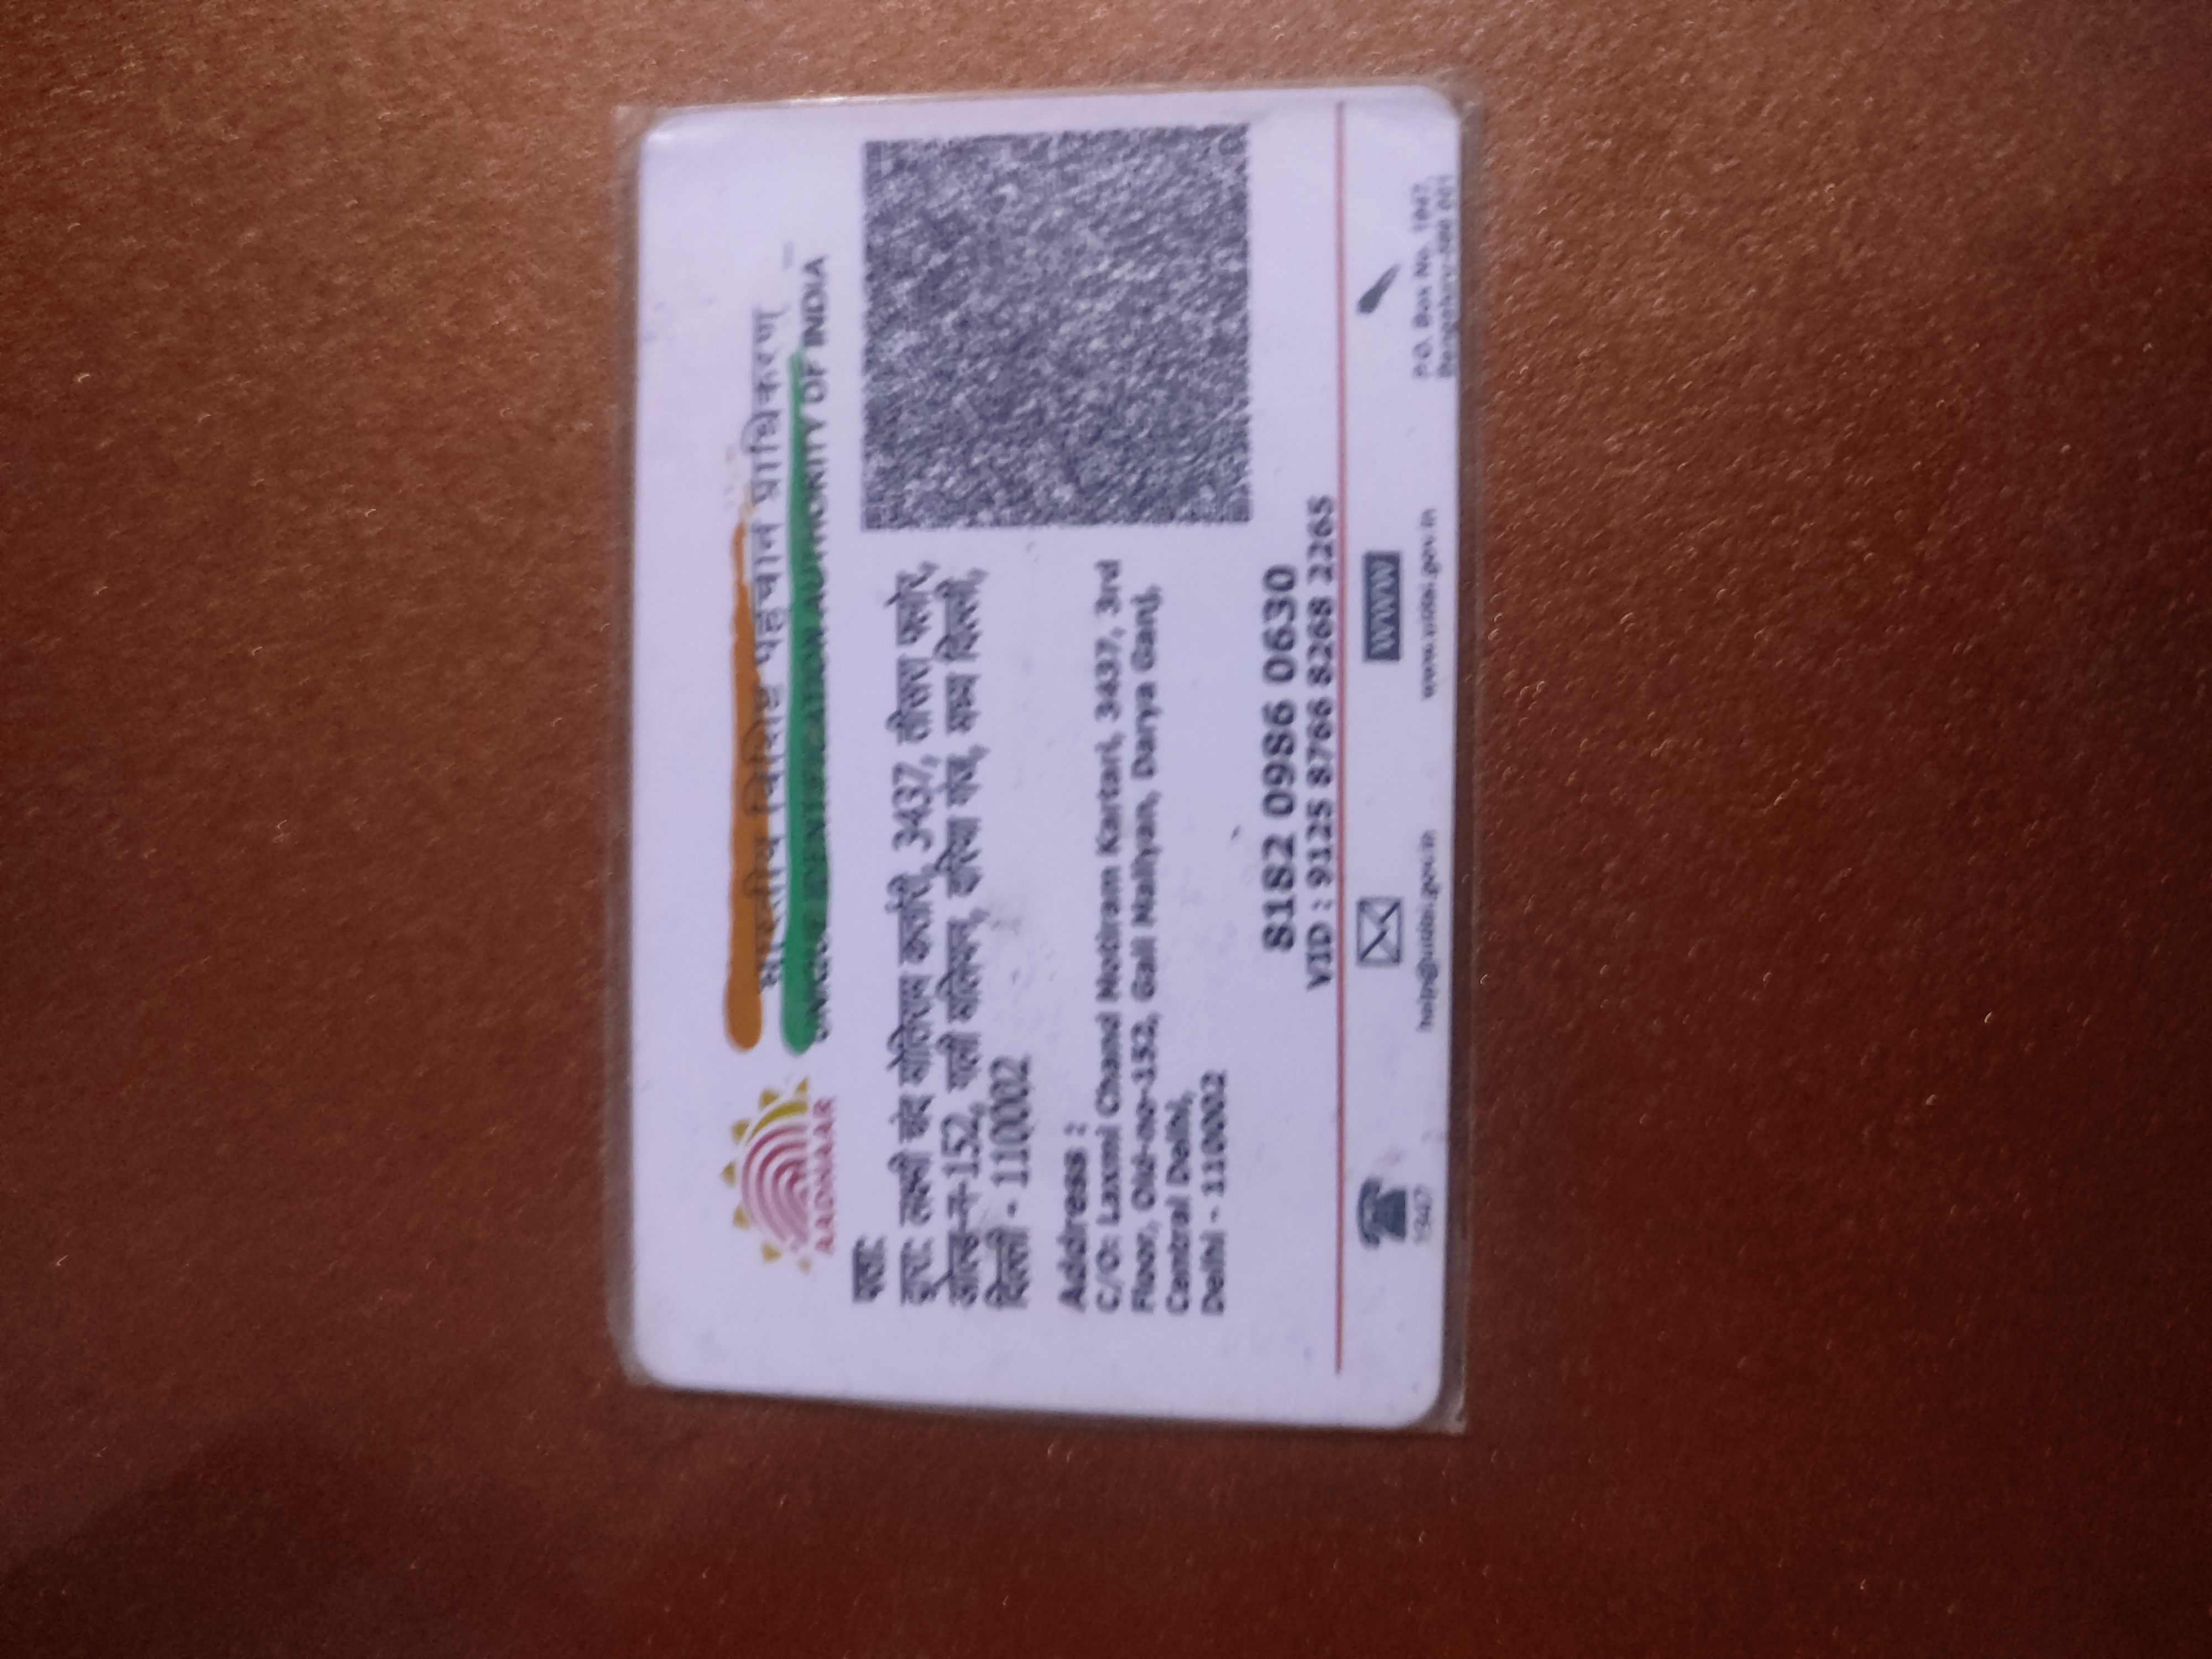 भारतीय विशिष्ट पहचान प्राधिकरण
UNIQUE IDENTIFICATION AUTHORITY OF INDIA
AADHAAR
पता:
द्वारा: लक्ष्मी चंद मोतिराम कर्तारी, 3437, तीसरा फ्लोर,
ओल्ड-न-152, गली मलियन, दरिया गंज, मध्य दिल्ली,
दिल्ली - 110002
Address :
C/O: Laxmi Chand Motiram Kartari, 3437, 3rd
Floor, Old-no-152, Gali Maliyan, Darya Ganj,
Central Delhi,
Delhi - 110002
8182 0986 0630
VID : 9125 8766 8268 2265
1947
help@uidai.gov.in
www
www.uidai.gov.in
P.O. Box No. 1947,
Bengaluru-560 001